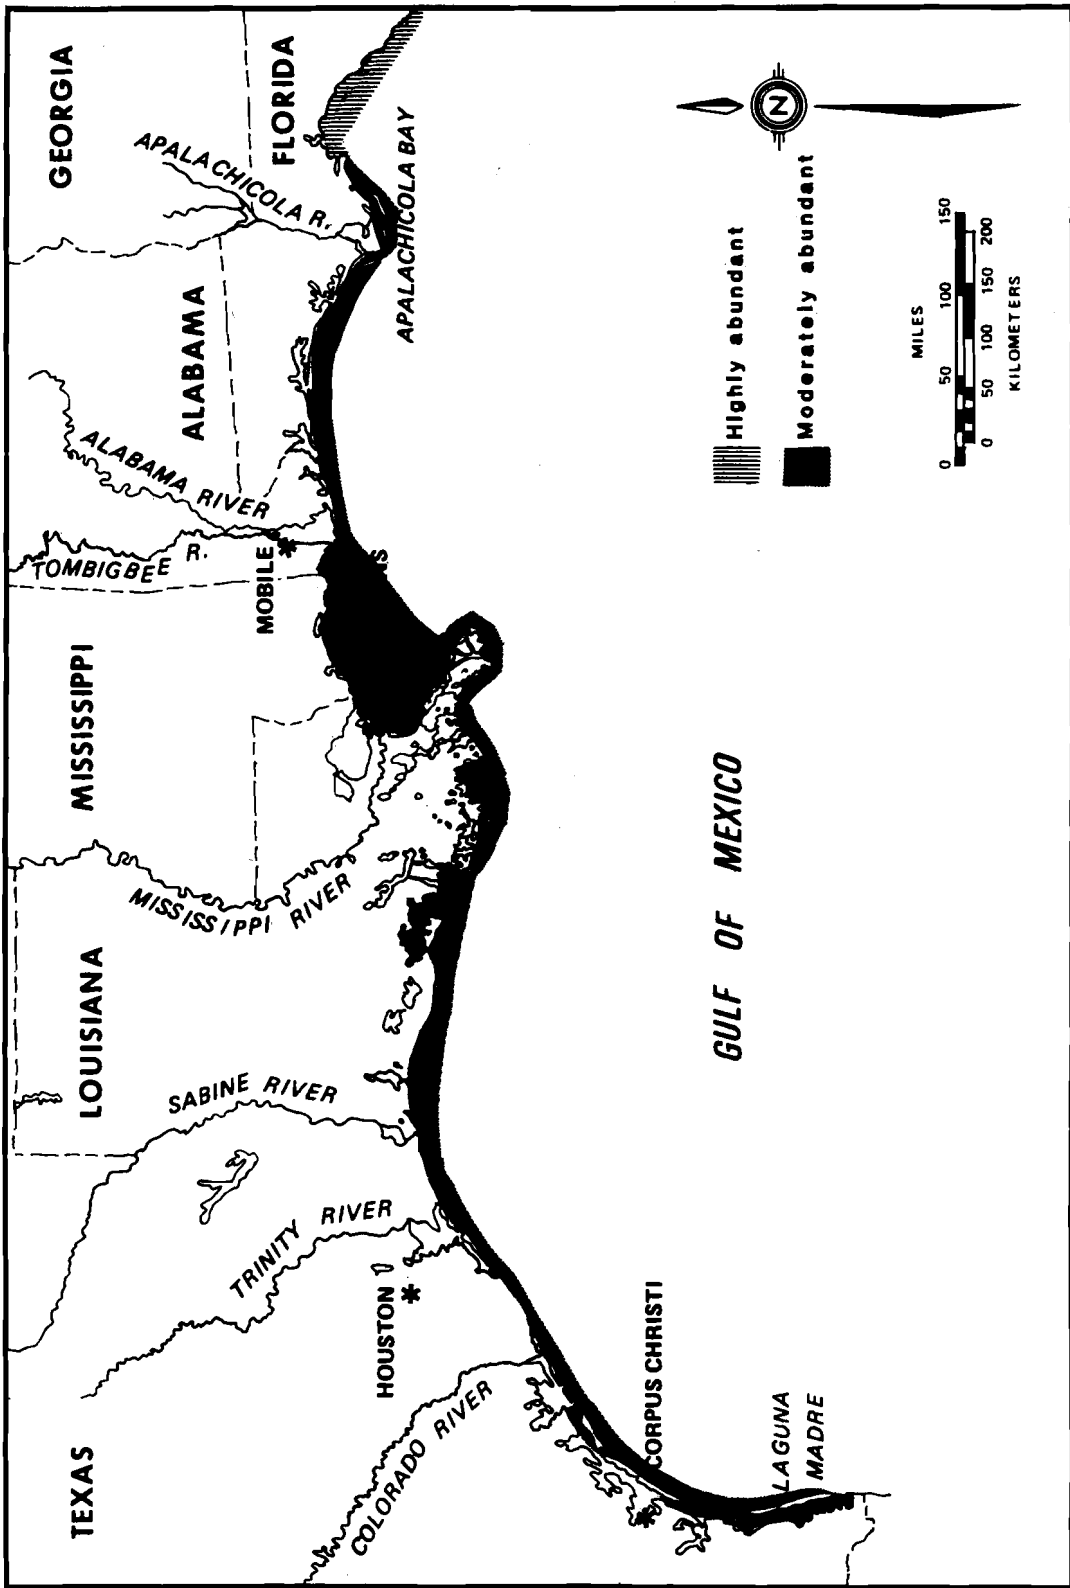 GEORGIA
FLORIDA
APALACHICOLA R.
APALACHICOLA BAY
ALABAMA
ALABAMA RIVER
TOMBIGBEE R.
MOBILE
MISSISSIPPI
MISSISSIPPI RIVER
LOUISIANA
SABINE RIVER
TRINITY RIVER
HOUSTON
TEXAS
COLORADO RIVER
CORPUS CHRISTI
LAGUNA
MADRE
GULF OF MEXICO
N
Highly abundant
Moderately abundant
MILES
0 50 100 150
0 50 100 150 200
KILOMETERS